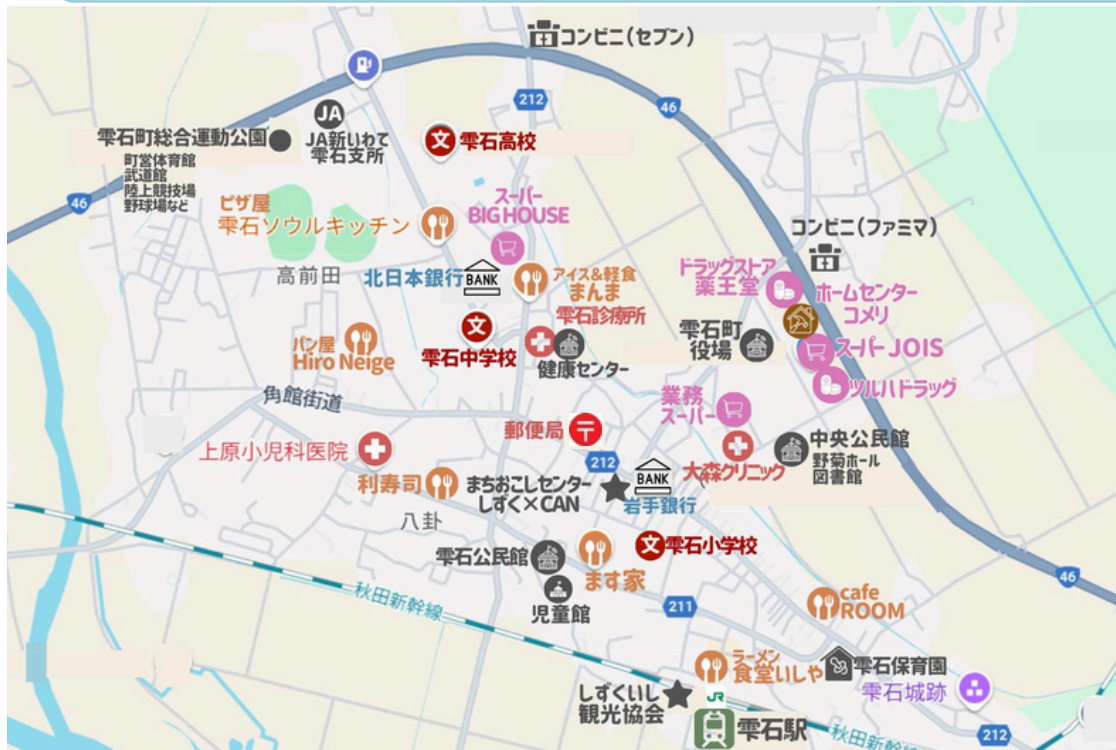 コンビニ(セブン)
212
46
JA
JA新いわて
雫石支所
雫石町総合運動公園
町営体育館
武道館
陸上競技場
野球場など
文
雫石高校
46
ピザ屋
雫石ソウルキッチン
スーパー
BIG HOUSE
コンビニ(ファミマ)
高前田
北日本銀行
BANK
アイス&軽食
まんま
ドラッグストア
薬王堂
ホームセンター
コメリ
雫石診療所
文
雫石中学校
健康センター
雫石町
役場
スーパーJOIS
パン屋
Hiro Neige
ツルハドラッグ
角館街道
業務
スーパー
郵便局
〒
上原小児科医院
大森クリニック
中央公民館
野菊ホール
図書館
212
利寿司
まちおこしセンター
しずく×CAN
BANK
岩手銀行
八卦
雫石公民館
ます家
文
雫石小学校
児童館
秋田新幹線
211
cafe
ROOM
46
ラーメン
食堂いしや
雫石保育園
雫石城跡
しずくいし
観光協会
JR
雫石駅
秋田新幹線
212